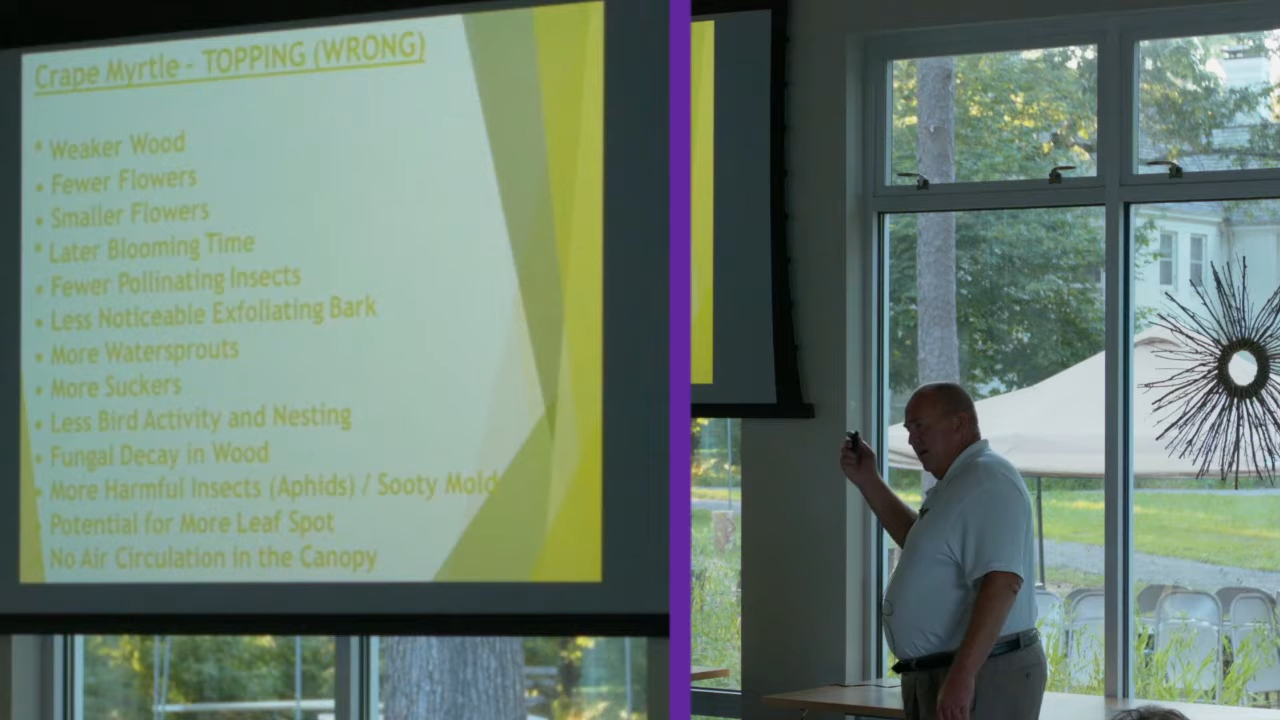 Crape Myrtle - TOPPING (WRONG)
• Weaker Wood
• Fewer Flowers
• Smaller Flowers
• Later Blooming Time
• Fewer Pollinating Insects
• Less Noticeable Exfoliating Bark
• More Watersprouts
• More Suckers
• Less Bird Activity and Nesting
• Fungal Decay in Wood
• More Harmful Insects (Aphids) / Sooty Mold
• Potential for More Leaf Spot
No Air Circulation in the Canopy